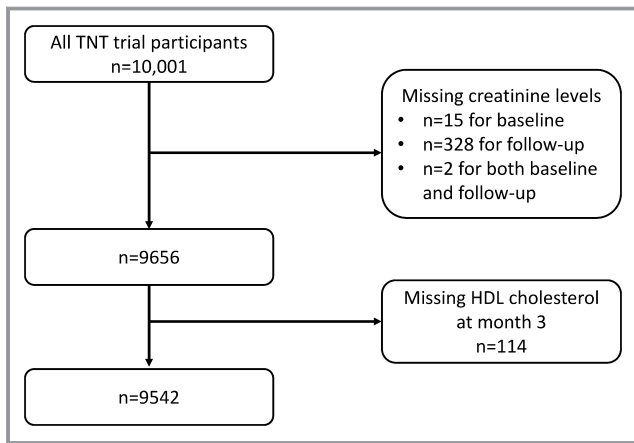 All TNT trial participants
n=10,001
Missing creatinine levels
• n=15 for baseline
• n=328 for follow-up
• n=2 for both baseline
and follow-up
n=9656
Missing HDL cholesterol
at month 3
n=114
n=9542